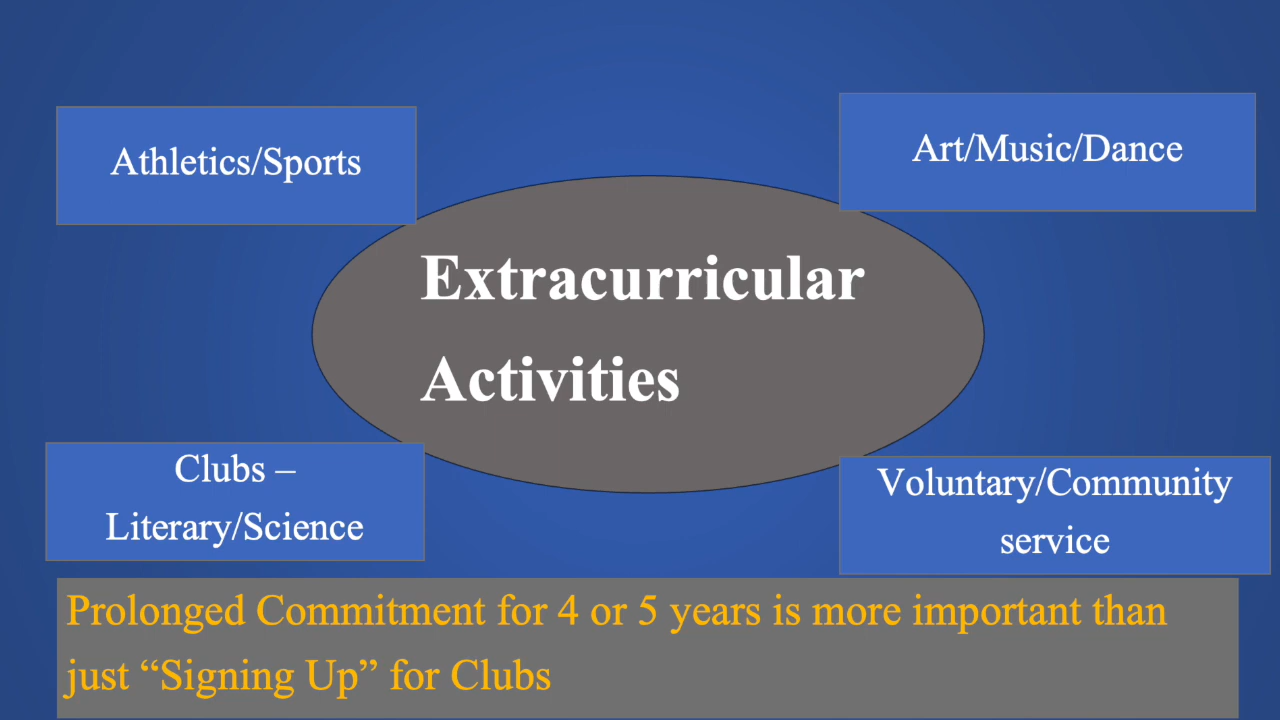 Athletics/Sports
Art/Music/Dance
Extracurricular
Activities
Clubs –
Literary/Science
Voluntary/Community
service
Prolonged Commitment for 4 or 5 years is more important than
just “Signing Up” for Clubs